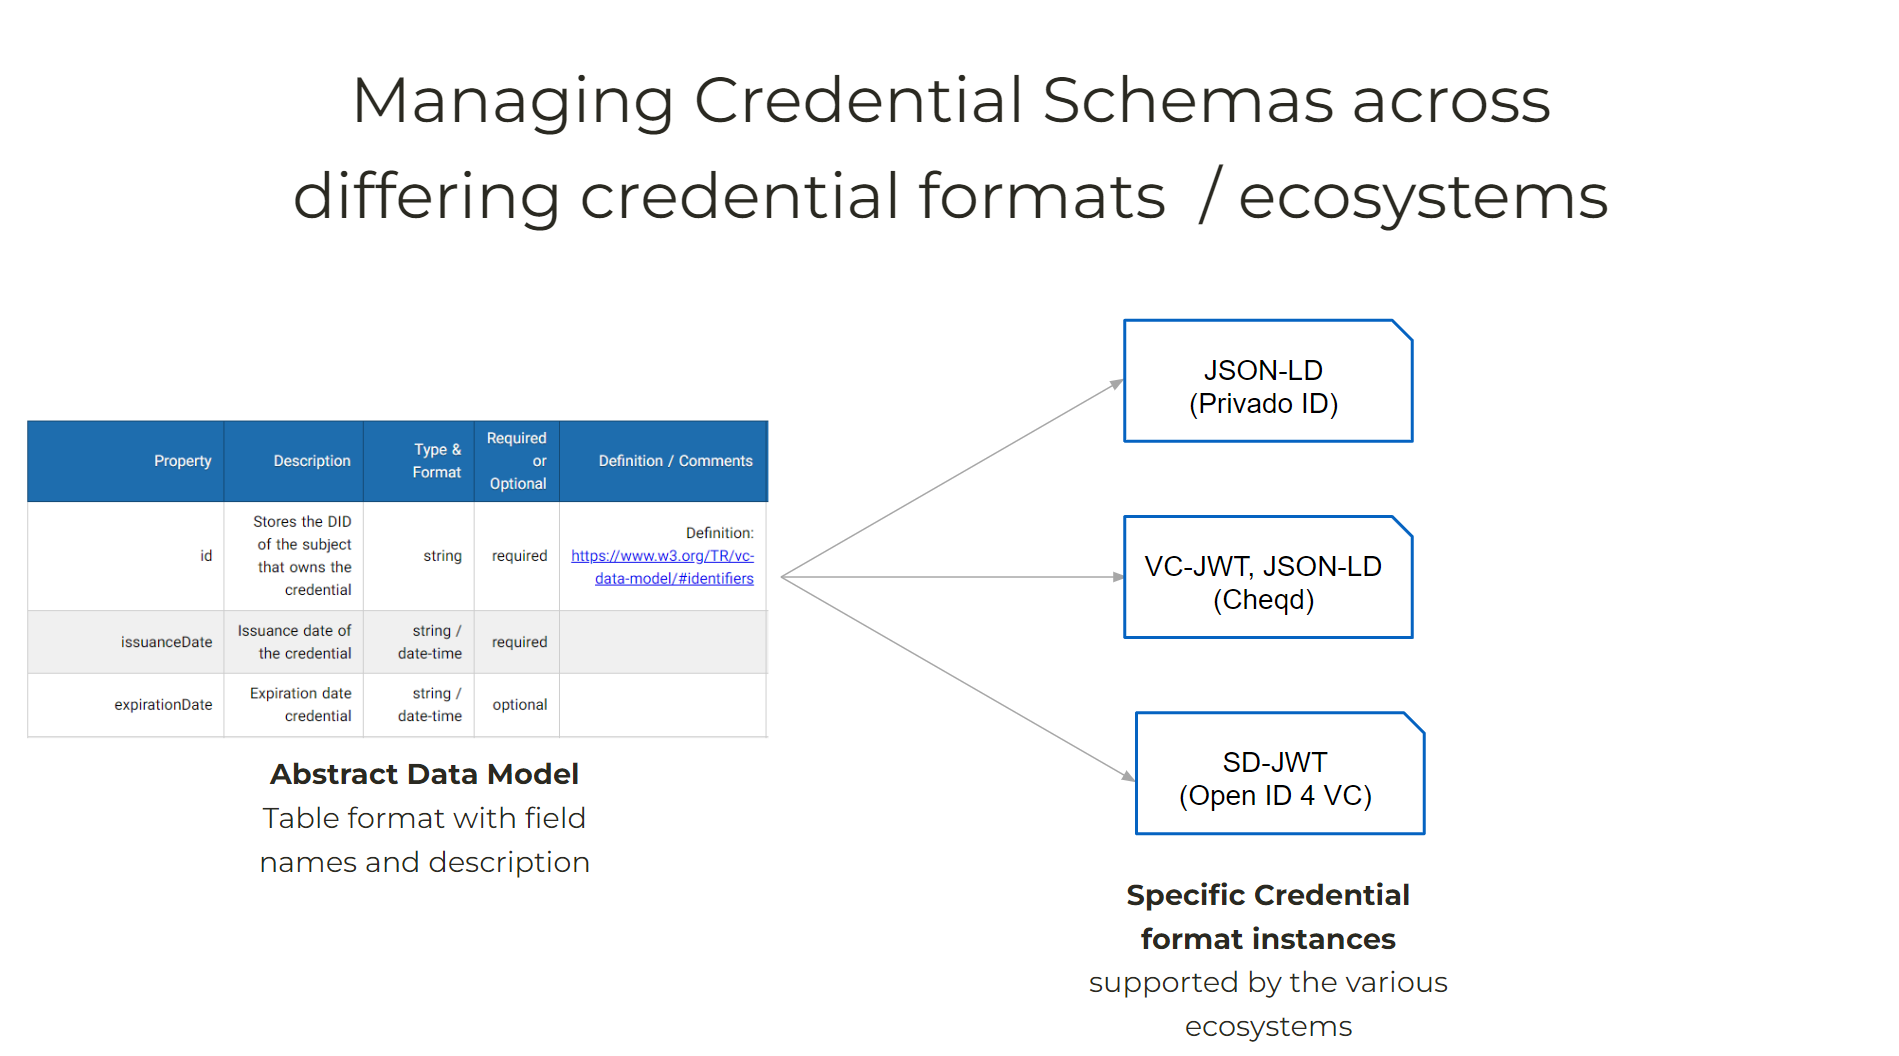 Managing Credential Schemas across
differing credential formats / ecosystems
Property
Description
Type &
Format
Required
or
Optional
Definition / Comments
id
Stores the DID
of the subject
that owns the
credential
string
required
Definition:
https://www.w3.org/TR/vc-
data-model/#identifiers
issuanceDate
Issuance date of
the credential
string /
date-time
required
expirationDate
Expiration date
credential
string /
date-time
optional
Abstract Data Model
Table format with field
names and description
JSON-LD
(Privado ID)
VC-JWT, JSON-LD
(Cheqd)
SD-JWT
(Open ID 4 VC)
Specific Credential
format instances
supported by the various
ecosystems